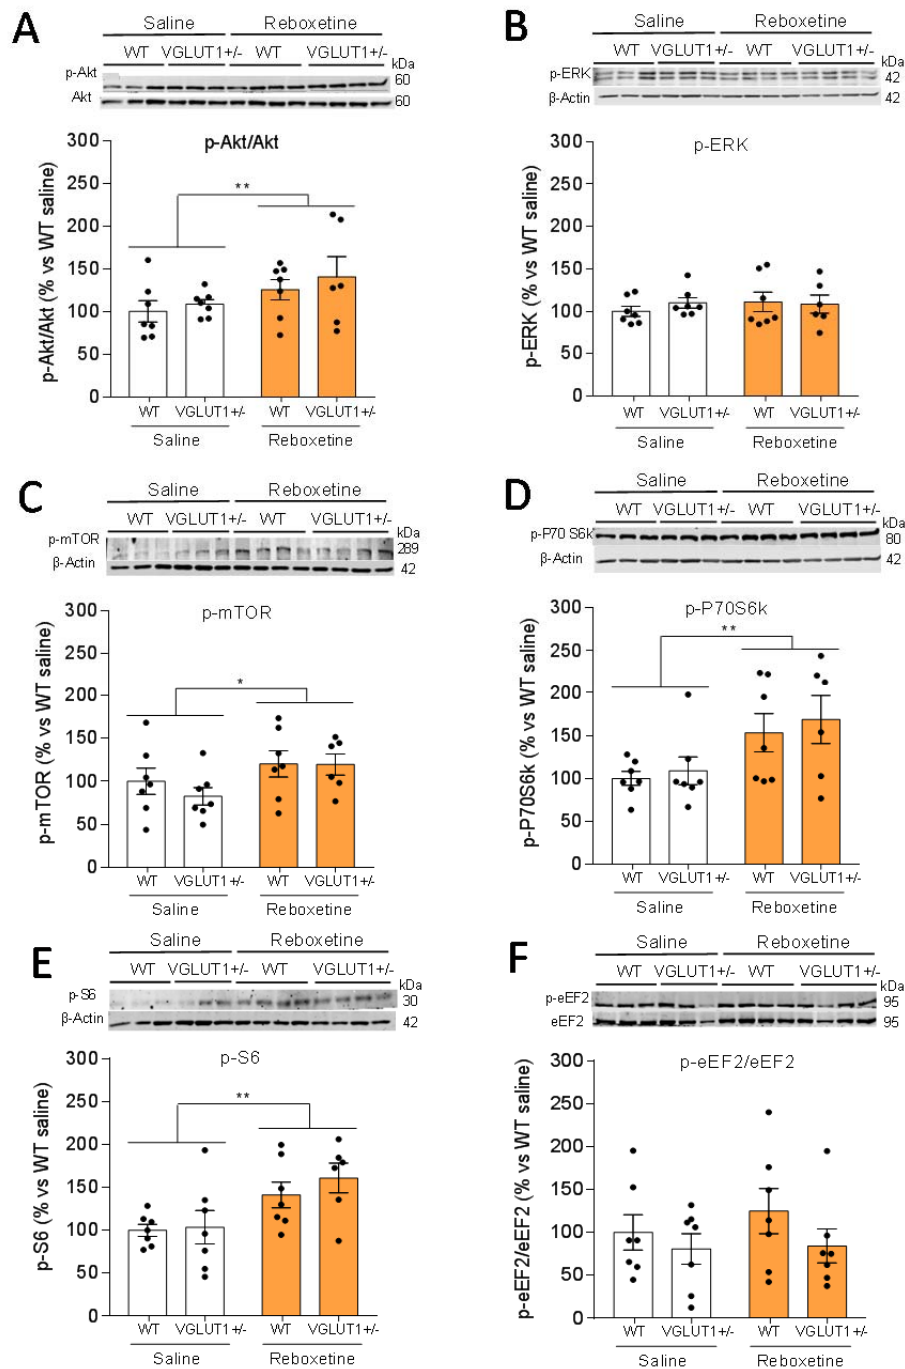 A
Saline Reboxetine
WT VGLUT1+/- WT VGLUT1+/-
kDa
p-Akt 60
Akt 60
p-Akt/Akt
p-Akt/Akt (% vs WT saline)
300
250
200
150
100
50
0
**
WT VGLUT1+/- WT VGLUT1+/-
Saline Reboxetine
B
Saline Reboxetine
WT VGLUT1+/- WT VGLUT1+/-
kDa
p-ERK 42
β-Actin 42
p-ERK
p-ERK (% vs WT saline)
300
250
200
150
100
50
0
WT VGLUT1+/- WT VGLUT1+/-
Saline Reboxetine
C
Saline Reboxetine
WT VGLUT1+/- WT VGLUT1+/-
kDa
p-mTOR 289
β-Actin 42
p-mTOR
p-mTOR (% vs WT saline)
300
250
200
150
100
50
0
*
WT VGLUT1+/- WT VGLUT1+/-
Saline Reboxetine
D
Saline Reboxetine
WT VGLUT1+/- WT VGLUT1+/-
kDa
p-P70 S6k 80
β-Actin 42
p-P70S6k
p-P70S6k (% vs WT saline)
300
250
200
150
100
50
0
**
WT VGLUT1+/- WT VGLUT1+/-
Saline Reboxetine
E
Saline Reboxetine
WT VGLUT1+/- WT VGLUT1+/-
kDa
p-S6 30
β-Actin 42
p-S6
p-S6 (% vs WT saline)
300
250
200
150
100
50
0
**
WT VGLUT1+/- WT VGLUT1+/-
Saline Reboxetine
F
Saline Reboxetine
WT VGLUT1+/- WT VGLUT1+/-
kDa
p-eEF2 95
eEF2 95
p-eEF2/eEF2
p-eEF2/eEF2 (% vs WT saline)
300
250
200
150
100
50
0
WT VGLUT1+/- WT VGLUT1+/-
Saline Reboxetine